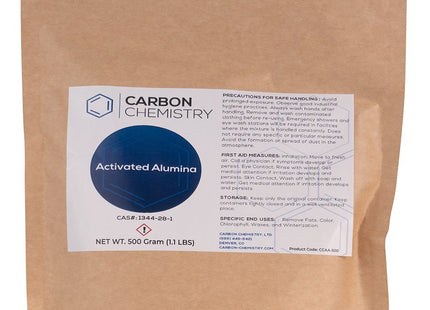 CARBON
CHEMISTRY
Activated Alumina
CAS#: 1344-28-1
NET WT. 500 Gram (1.1 LBS)
PRECAUTIONS FOR SAFE HANDLING: Avoid
prolonged exposure. Observe good industrial
hygiene practices. Always wash hands after
handling. Remove and wash contaminated
clothing before re-using. Emergency showers and
eye wash stations will be required in facilities
where the mixture is handled constantly. Does
not require any specific or particular measures.
Avoid the formation or spread of dust in the
atmosphere.
FIRST AID MEASURES: Inhalation: Move to fresh
air. Call a physician if symptoms develop or
persists. Eye Contact: Rinse with water. Get
medical attention if irritation develops and
persists. Skin Contact: Wash off with soap and
water. Get medical attention if irritation develops
and persists.
STORAGE: Keep only the original container. Keep
containers tightly closed and in a well ventilated
place.
SPECIFIC END USES: Remove Fats, Color,
Chlorophyll, Waxes, and Winterization
CARBON CHEMISTRY, LTD
DENVER, CO
CARBON-CHEMISTRY.COM
Product Code: CCAA-500